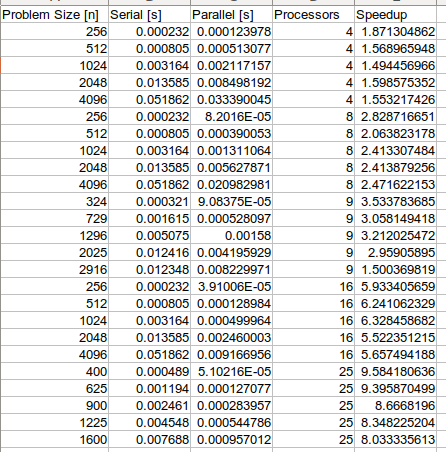 Problem Size [n] Serial [s] Parallel [s] Processors Speedup
256 0.000232 0.000123978 4 1.871304862
512 0.000805 0.000513077 4 1.568965948
1024 0.003164 0.002117157 4 1.494456966
2048 0.013585 0.008498192 4 1.598575352
4096 0.051862 0.033390045 4 1.553217426
256 0.000232 8.2016E-05 8 2.828716651
512 0.000805 0.000390053 8 2.063823178
1024 0.003164 0.001311064 8 2.413307484
2048 0.013585 0.005627871 8 2.413879256
4096 0.051862 0.020982981 8 2.471622153
324 0.000321 9.08375E-05 9 3.533783685
729 0.001615 0.000528097 9 3.058149418
1296 0.005075 0.00158 9 3.212025472
2025 0.012416 0.004195929 9 2.95905895
2916 0.012348 0.008229971 9 1.500369819
256 0.000232 3.91006E-05 16 5.933405659
512 0.000805 0.000128984 16 6.241062329
1024 0.003164 0.000499964 16 6.328458682
2048 0.013585 0.002460003 16 5.522351215
4096 0.051862 0.009166956 16 5.657494188
400 0.000489 5.10216E-05 25 9.584180636
625 0.001194 0.000127077 25 9.395870499
900 0.002461 0.000283957 25 8.6668196
1225 0.004548 0.000544786 25 8.348225204
1600 0.007688 0.000957012 25 8.033335613